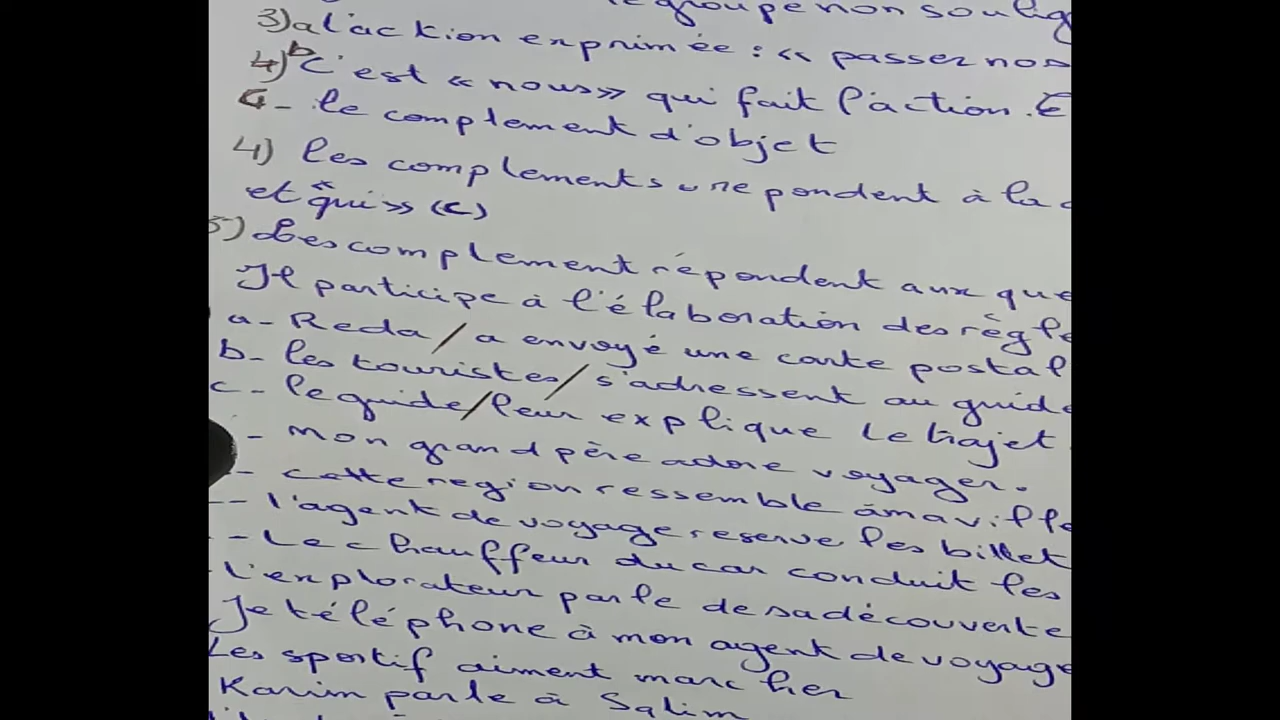 groupe non soulig
3) a l'action exprimée : « passer nos
4) b C'est « nous » qui fait l'action. E
- le complement d'objet
4) les complements repondent à la
et « qui » « c »
5) Les complement répondent aux que
Il participe à l'élaboration des règle
a- Reda / a envoyé une carte postal
b- les touristes / s'adressent au guide
c- le guide / leur explique le trajet
- mon grand père adore voyager.
-- cette region ressemble à ma ville
-- l'agent de voyage reserve les billet
-- Le chauffeur du car conduit les
- l'explorateur parle de sa découverte
Je téléphone à mon agent de voyage
Les sportif aiment marcher
Karim parle à Salim